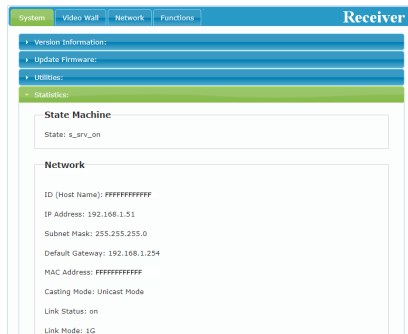 System Video Wall Network Functions Receiver
Version Information:
Update Firmware:
Utilities:
Statistics:
State Machine
State: s_srv_on
Network
ID (Host Name): FFFFFFFFFFFF
IP Address: 192.168.1.51
Subnet Mask: 255.255.255.0
Default Gateway: 192.168.1.254
MAC Address: FFFFFFFFFFFF
Casting Mode: Unicast Mode
Link Status: on
Link Mode: 1G